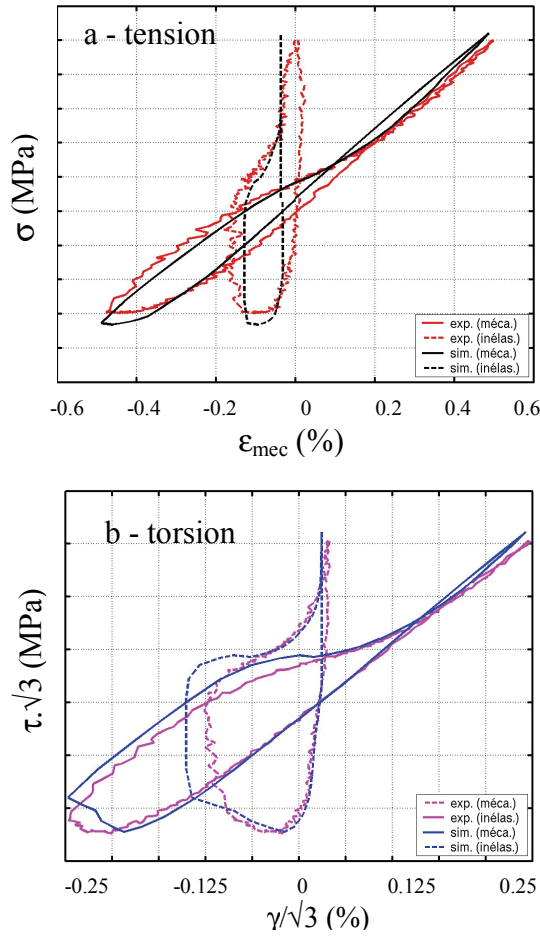 a - tension
σ (MPa)
exp. (méca.)
exp. (inélas.)
sim. (méca.)
sim. (inélas.)
-0.6 -0.4 -0.2 0 0.2 0.4 0.6
εmec (%)
b - torsion
τ.√3 (MPa)
exp. (méca.)
exp. (inélas.)
sim. (méca.)
sim. (inélas.)
-0.25 -0.125 0 0.125 0.25
γ/√3 (%)